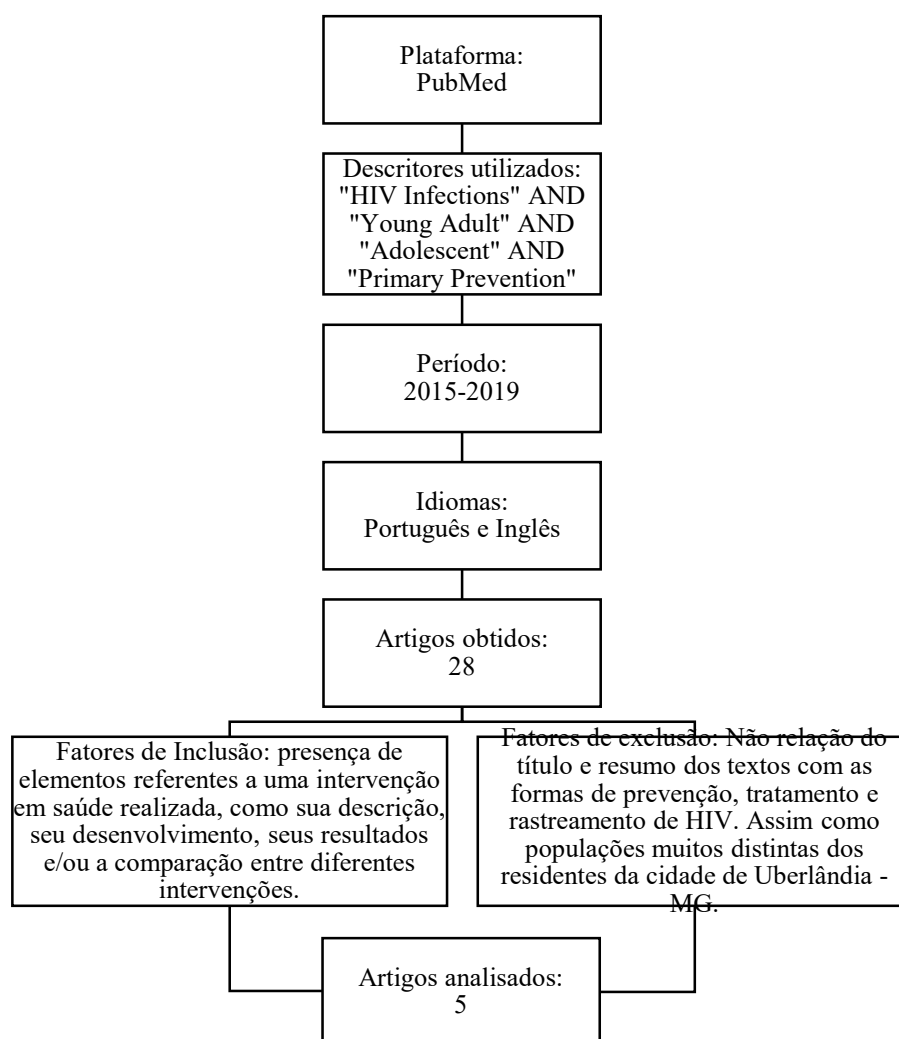 Plataforma:
PubMed
Descritores utilizados:
"HIV Infections" AND
"Young Adult" AND
"Adolescent" AND
"Primary Prevention"
Período:
2015-2019
Idiomas:
Português e Inglês
Artigos obtidos:
28
Fatores de Inclusão: presença de
elementos referentes a uma intervenção
em saúde realizada, como sua descrição,
seu desenvolvimento, seus resultados
e/ou a comparação entre diferentes
intervenções.
Fatores de exclusão: Não relação do
título e resumo dos textos com as
formas de prevenção, tratamento e
rastreamento de HIV. Assim como
populações muitos distintas dos
residentes da cidade de Uberlândia -
MG.
Artigos analisados:
5